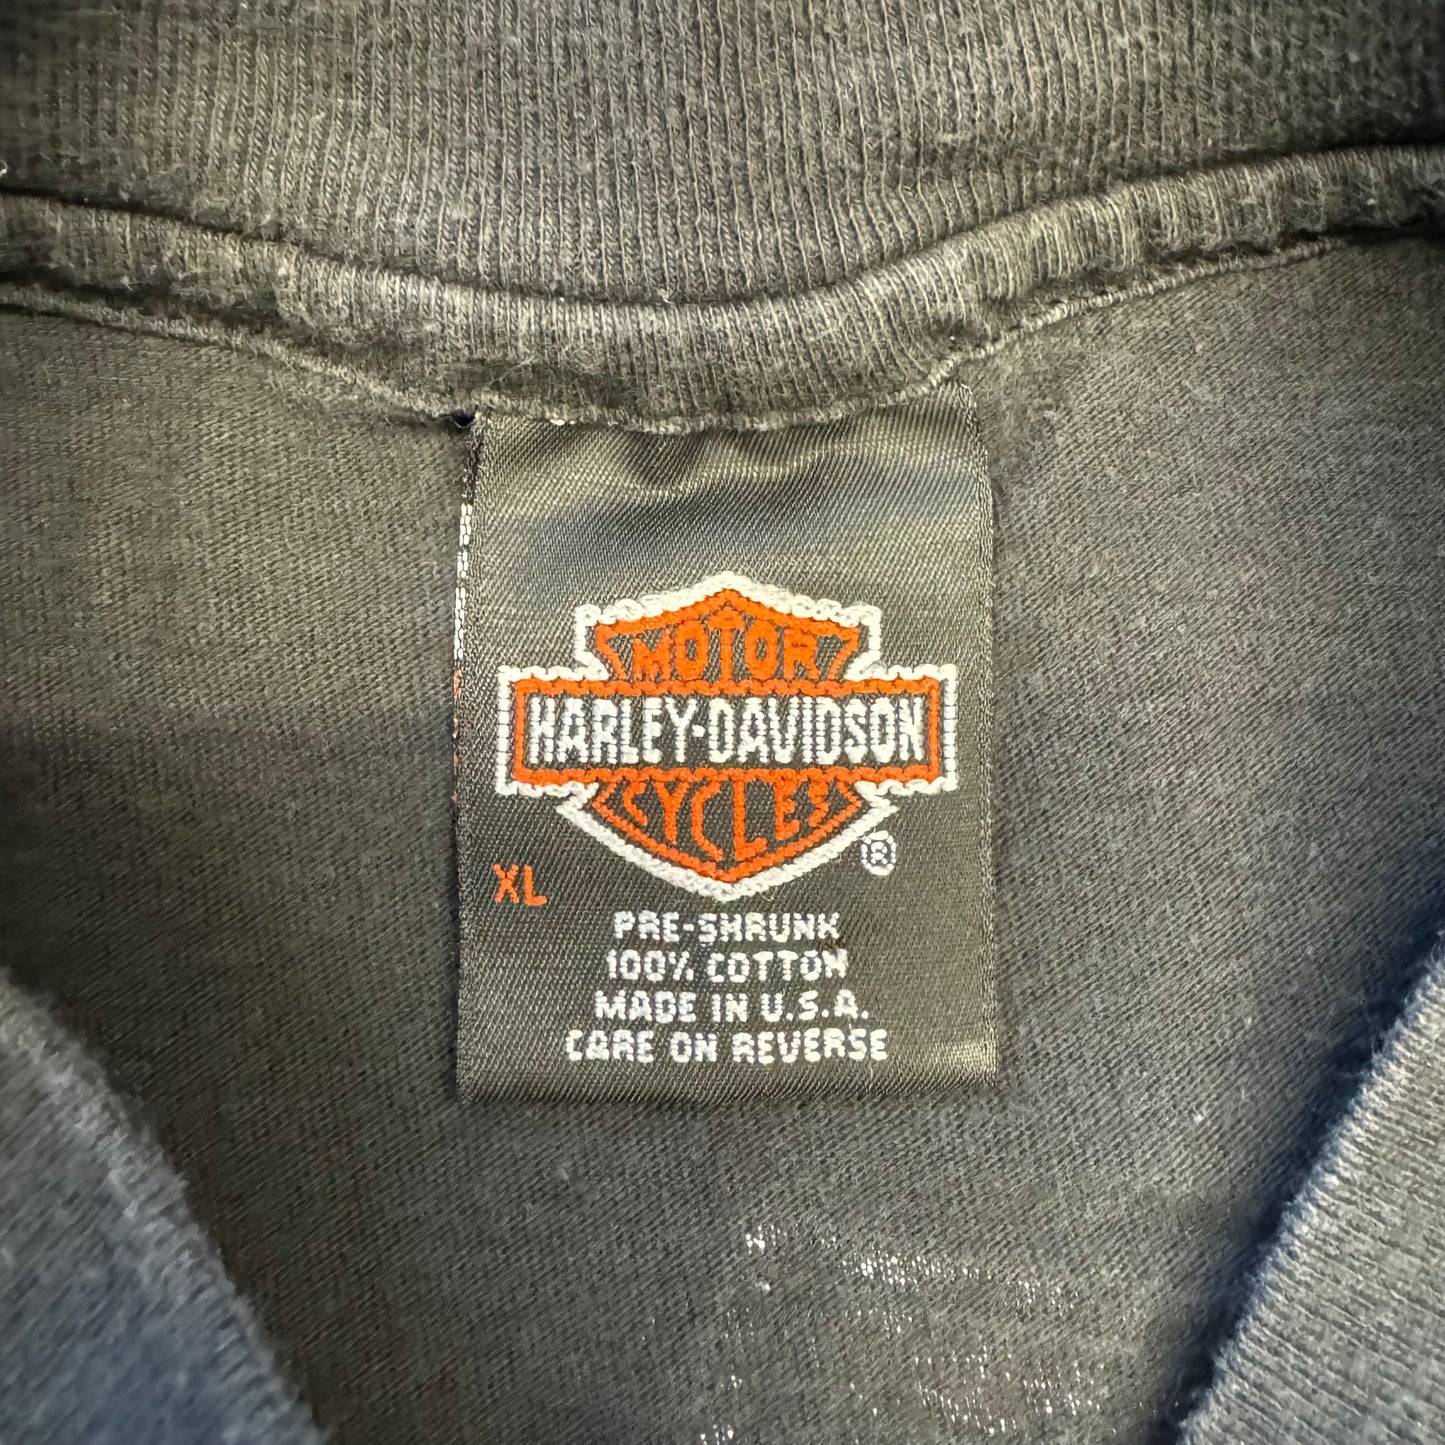 MOTOR
HARLEY-DAVIDSON
CYCLES
®
XL
PRE-SHRUNK
100% COTTON
MADE IN U.S.A.
CARE ON REVERSE